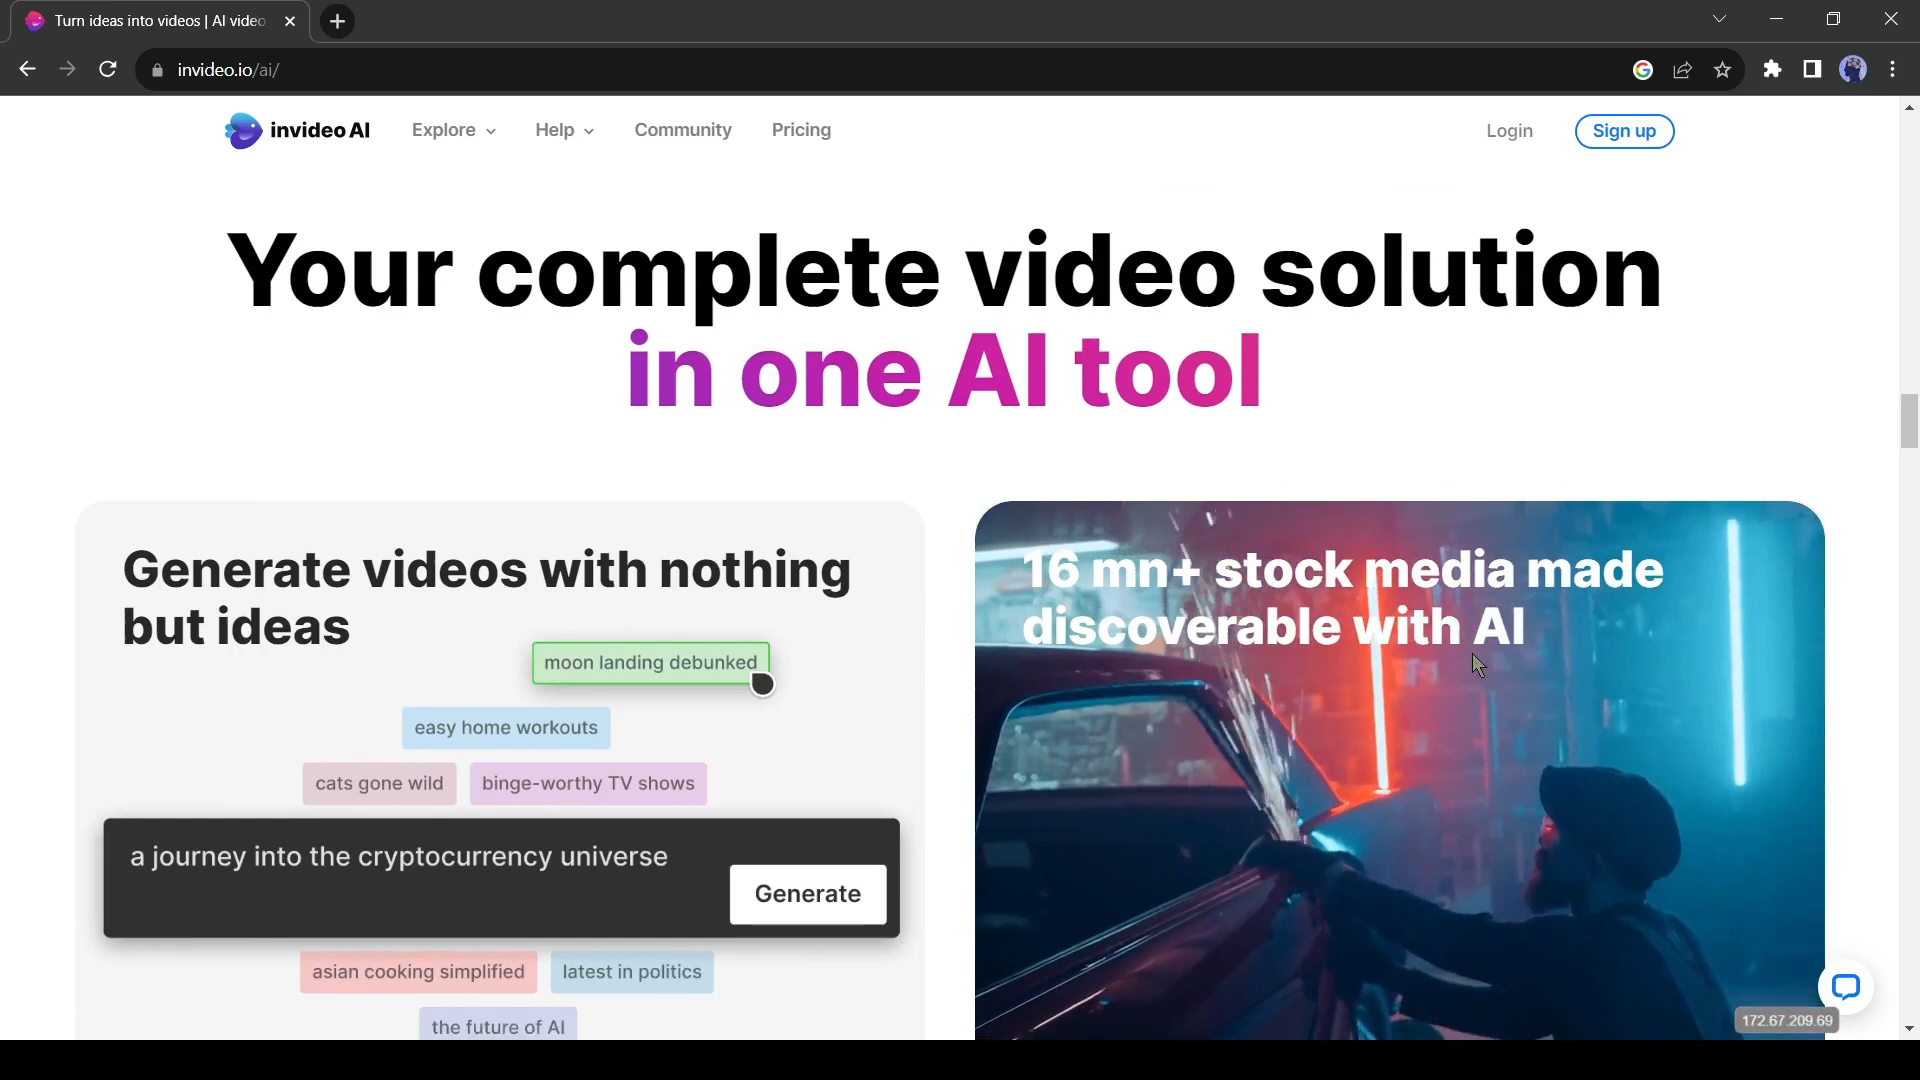 Turn ideas into videos | AI video
invideo.io/ai/
invideo AI
Explore
Help
Community
Pricing
Login
Sign up
Your complete video solution
in one AI tool
Generate videos with nothing
but ideas
moon landing debunked
easy home workouts
cats gone wild
binge-worthy TV shows
a journey into the cryptocurrency universe
Generate
asian cooking simplified
latest in politics
the future of AI
16 mn+ stock media made
discoverable with AI
172.67.209.69